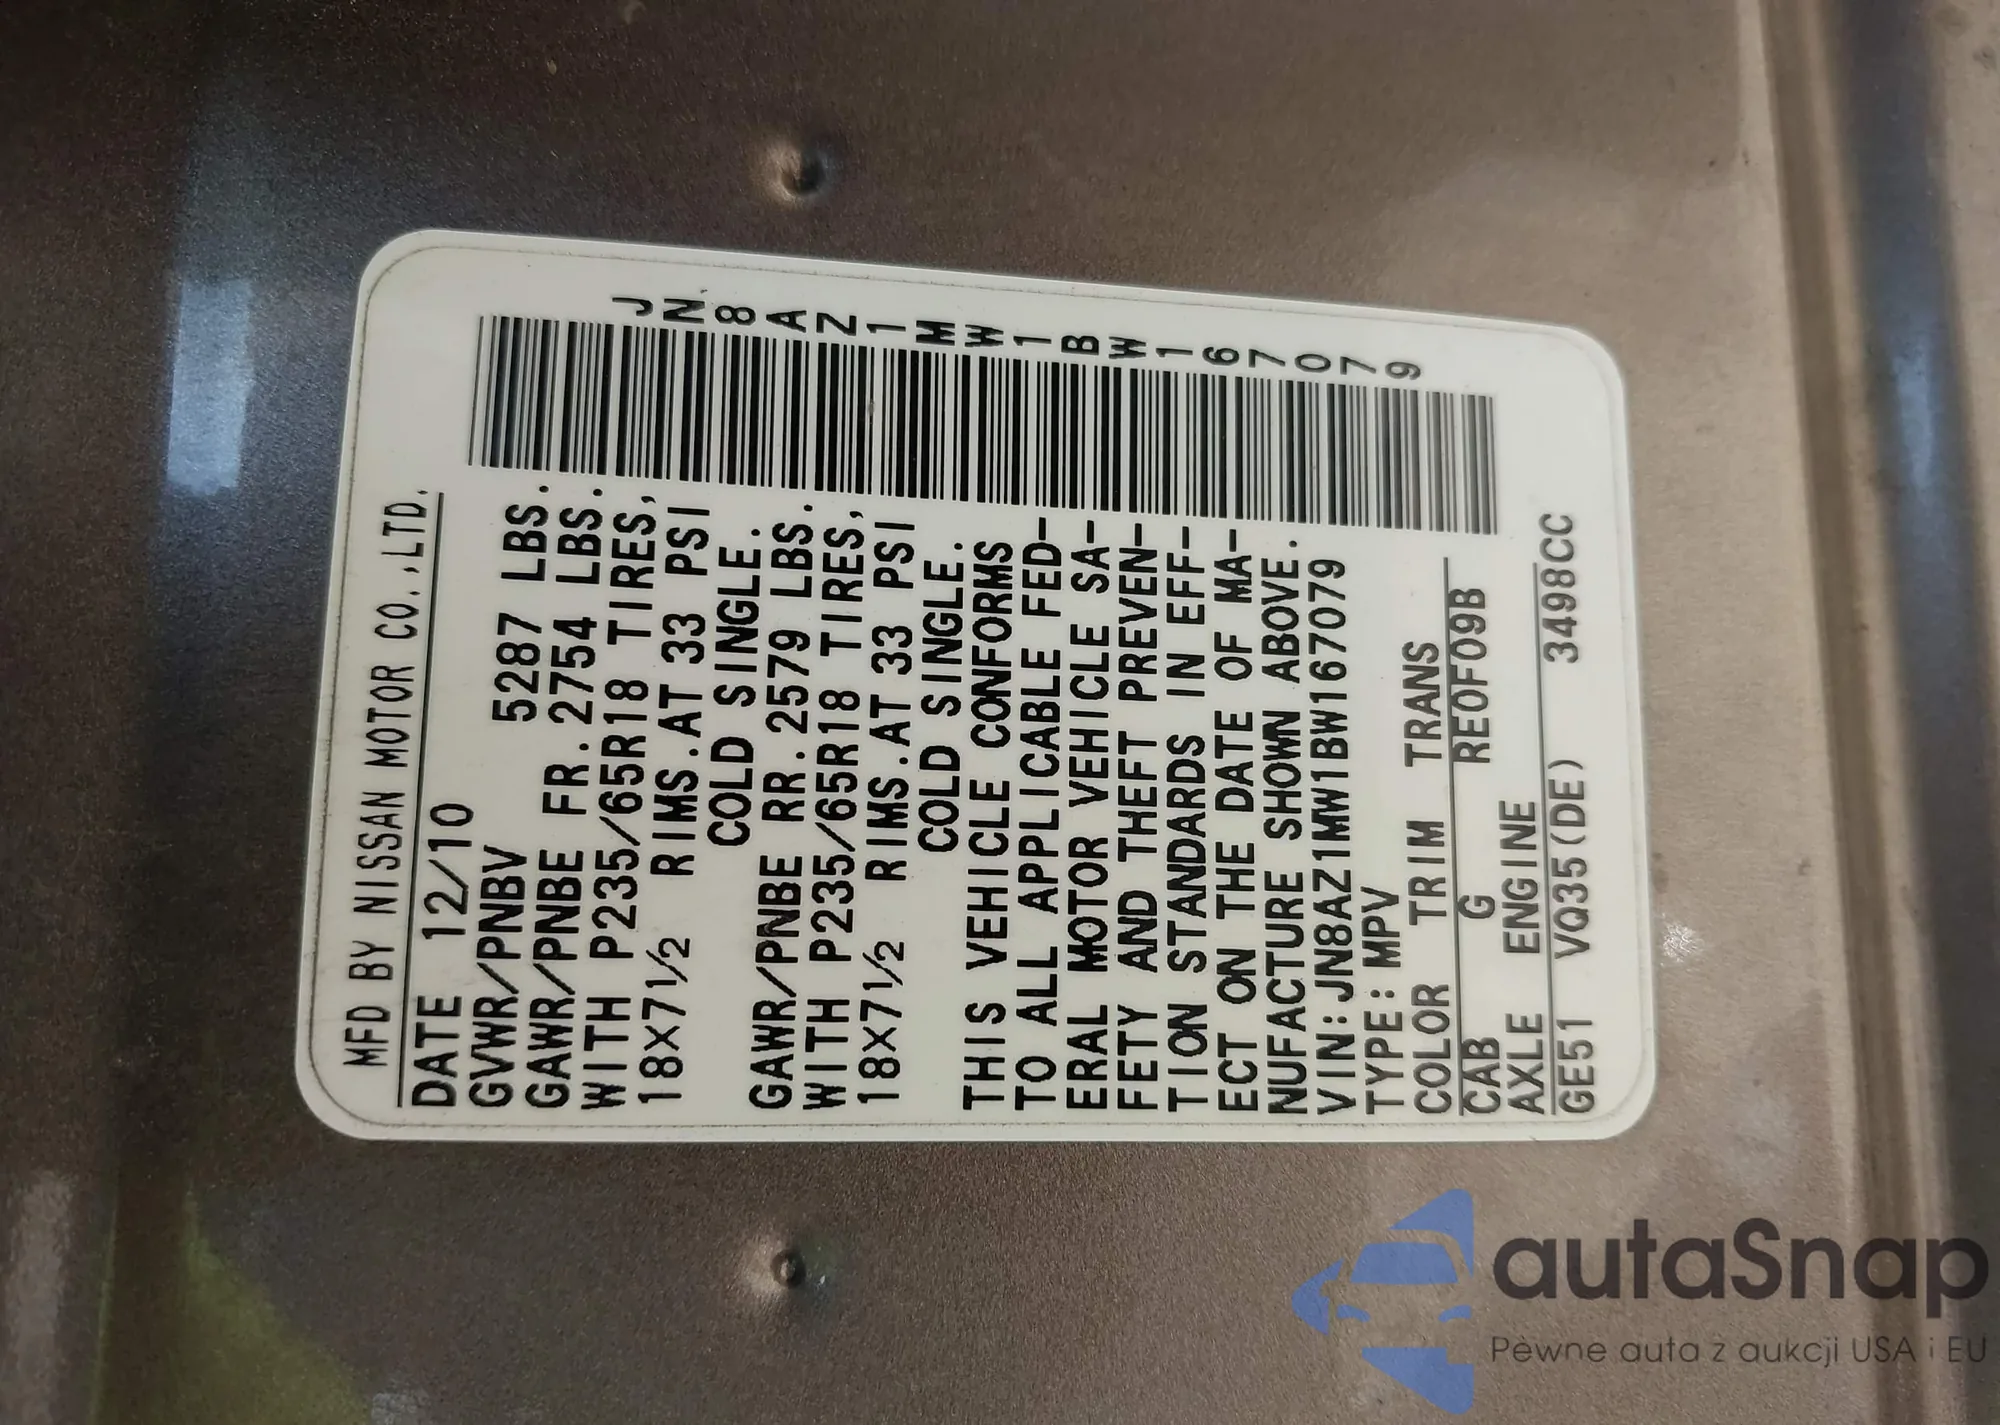 MFD BY NISSAN MOTOR CO.,LTD.
DATE 12/10
GVWR/PNBV 5287 LBS.
GAWR/PNBE FR.2754 LBS.
WITH P235/65R18 TIRES,
18×7½ RIMS.AT 33 PSI
COLD SINGLE.
GAWR/PNBE RR.2579 LBS.
WITH P235/65R18 TIRES,
18×7½ RIMS.AT 33 PSI
COLD SINGLE.
THIS VEHICLE CONFORMS
TO ALL APPLICABLE FED-
ERAL MOTOR VEHICLE SA-
FETY AND THEFT PREVEN-
TION STANDARDS IN EFF-
ECT ON THE DATE OF MA-
NUFACTURE SHOWN ABOVE.
VIN:JN8AZ1MW1BW167079
TYPE:MPV
COLOR TRIM TRANS
CAB G RE0F09B
AXLE ENGINE
GE51 VQ35(DE) 3498CC
JN8AZ1MW1BW167079
autaSnap
Pewne auta z aukcji USA i EU